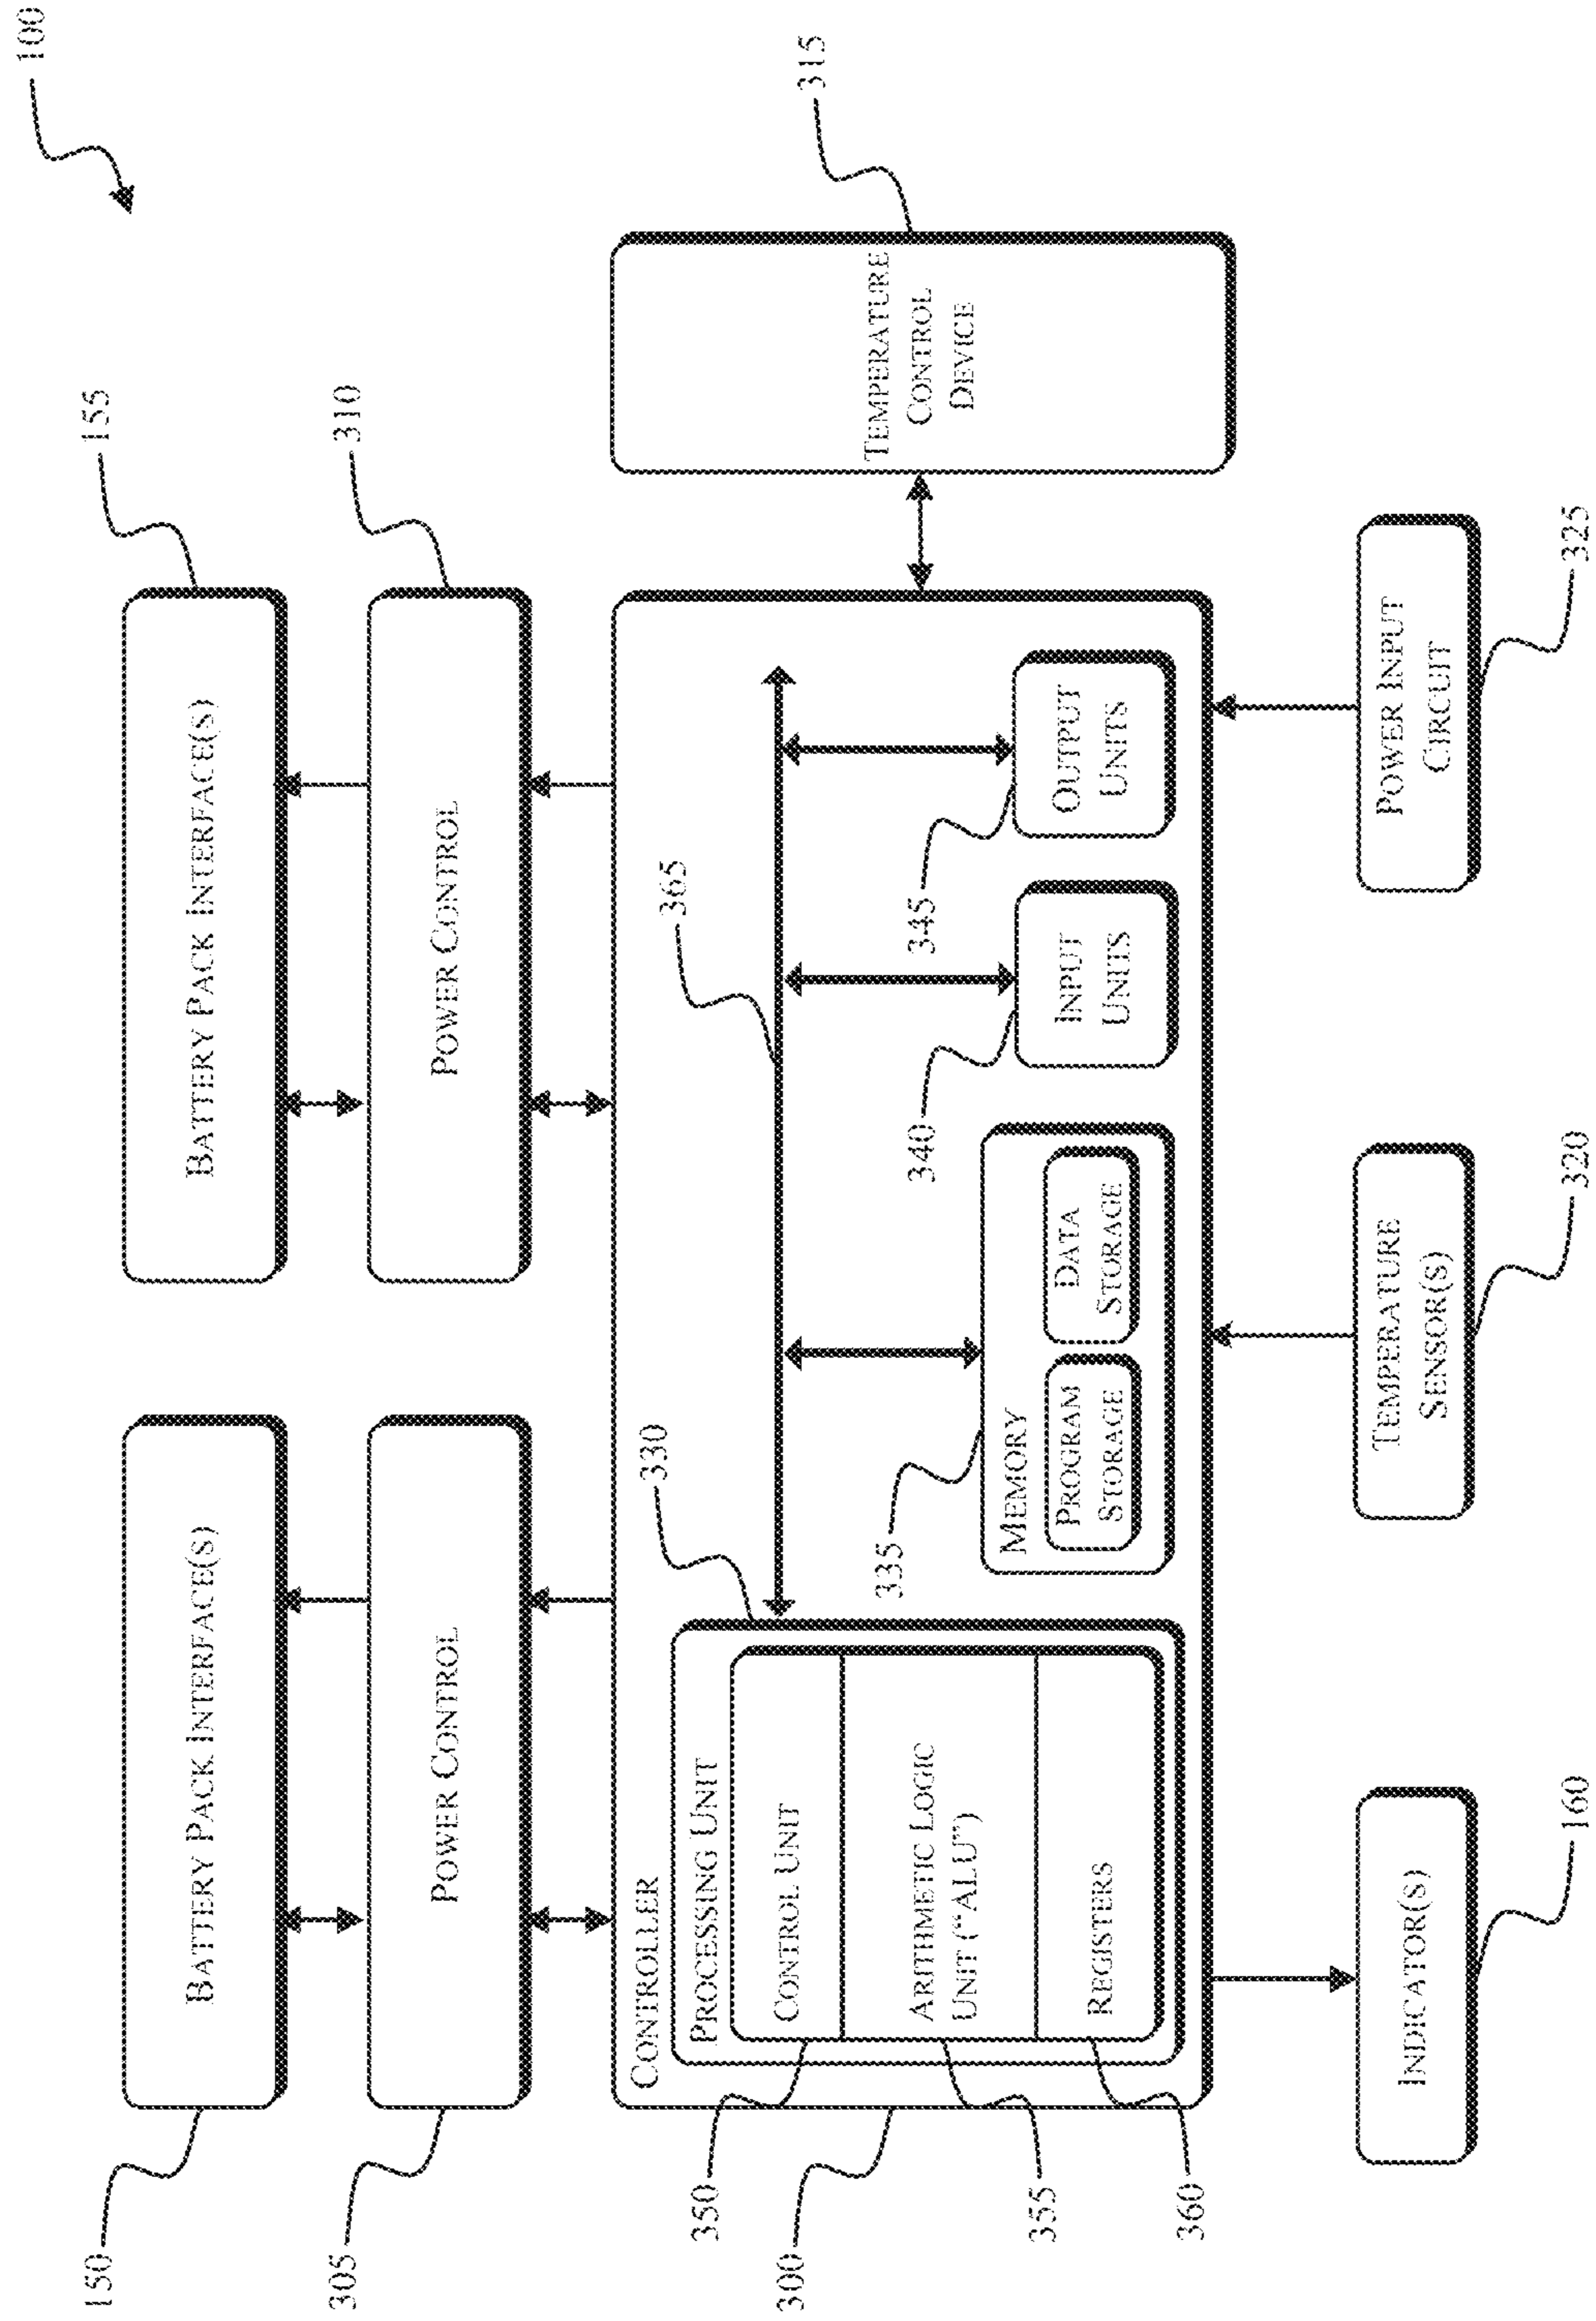 100
150
BATTERY PACK INTERFACE(S)
BATTERY PACK INTERFACE(S)
155
305
POWER CONTROL
POWER CONTROL
310
300
CONTROLLER
330
PROCESSING UNIT
350
CONTROL UNIT
355
ARITHMETIC LOGIC
UNIT ("ALU")
360
REGISTERS
365
335
MEMORY
PROGRAM
STORAGE
DATA
STORAGE
340
INPUT
UNITS
345
OUTPUT
UNITS
TEMPERATURE
CONTROL
DEVICE
315
INDICATOR(S)
160
TEMPERATURE
SENSOR(S)
320
POWER INPUT
CIRCUIT
325